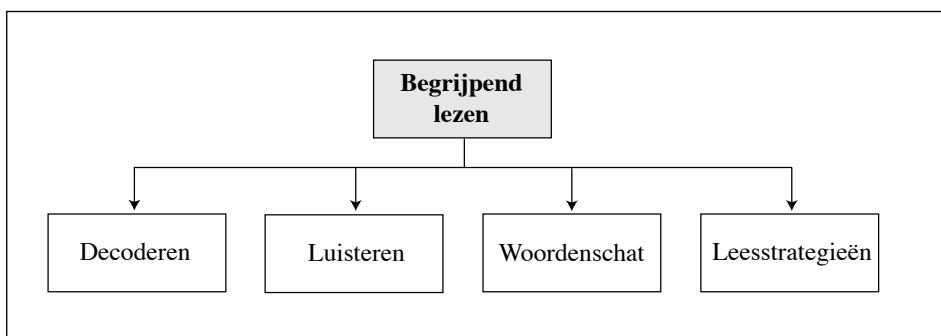 Begrijpend
lezen
Decoderen
Luisteren
Woordenschat
Leesstrategieën